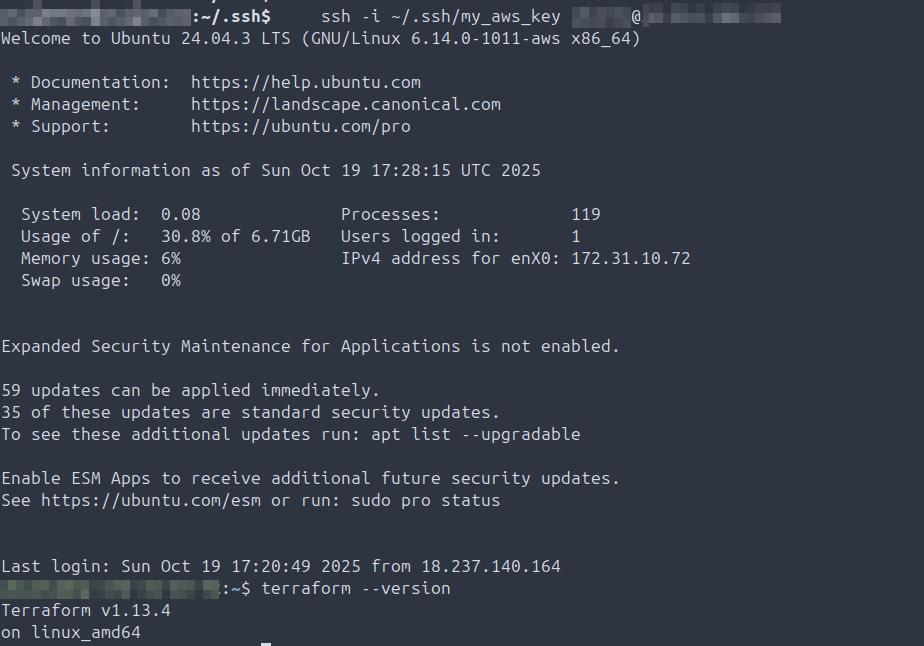 :~/.ssh$ ssh -i ~/.ssh/my_aws_key @
Welcome to Ubuntu 24.04.3 LTS (GNU/Linux 6.14.0-1011-aws x86_64)
* Documentation: https://help.ubuntu.com
* Management: https://landscape.canonical.com
* Support: https://ubuntu.com/pro
System information as of Sun Oct 19 17:28:15 UTC 2025
System load: 0.08 Processes: 119
Usage of /: 30.8% of 6.71GB Users logged in: 1
Memory usage: 6% IPv4 address for enX0: 172.31.10.72
Swap usage: 0%
Expanded Security Maintenance for Applications is not enabled.
59 updates can be applied immediately.
35 of these updates are standard security updates.
To see these additional updates run: apt list --upgradable
Enable ESM Apps to receive additional future security updates.
See https://ubuntu.com/esm or run: sudo pro status
Last login: Sun Oct 19 17:20:49 2025 from 18.237.140.164
:~$ terraform --version
Terraform v1.13.4
on linux_amd64